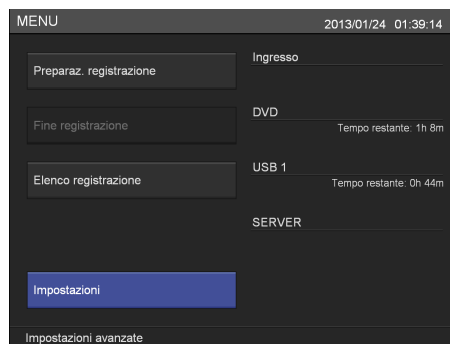 MENU 2013/01/24 01:39:14
Preparaz. registrazione
Ingresso
Fine registrazione
DVD
Tempo restante: 1h 8m
Elenco registrazione
USB 1
Tempo restante: 0h 44m
SERVER
Impostazioni
Impostazioni avanzate